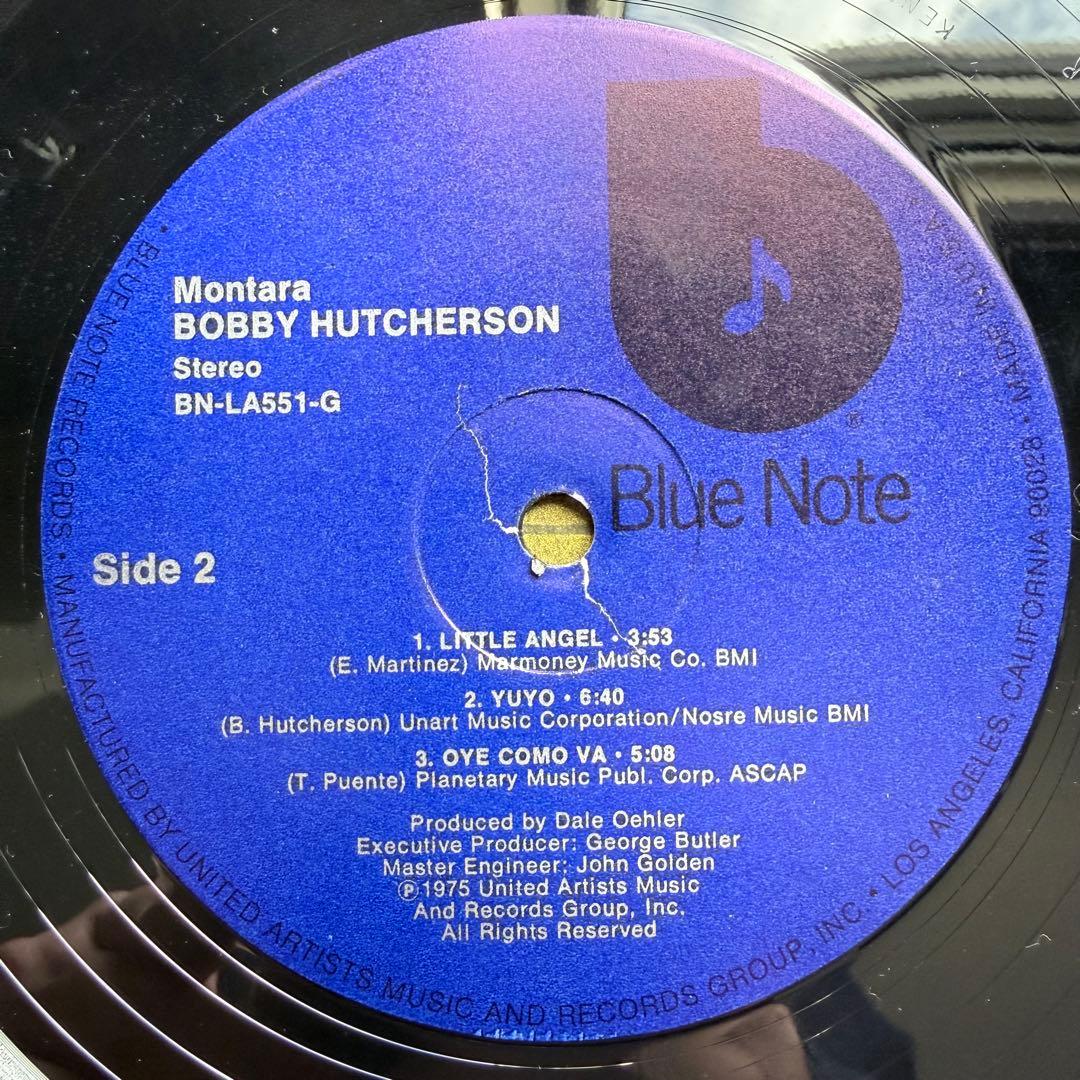 Montara
BOBBY HUTCHERSON
Stereo
BN-LA551-G
Blue Note
®
Side 2
1. LITTLE ANGEL • 3:53
(E. Martinez) Marmoney Music Co. BMI
2. YUYO • 6:40
(B. Hutcherson) Unart Music Corporation/Nosre Music BMI
3. OYE COMO VA • 5:08
(T. Puente) Planetary Music Publ. Corp. ASCAP
Produced by Dale Oehler
Executive Producer: George Butler
Master Engineer: John Golden
℗ 1975 United Artists Music
And Records Group, Inc.
All Rights Reserved
• BLUE NOTE RECORDS • MANUFACTURED BY UNITED ARTISTS MUSIC AND RECORDS GROUP, INC. • LOS ANGELES, CALIFORNIA 90028 • MADE IN U.S.A. •